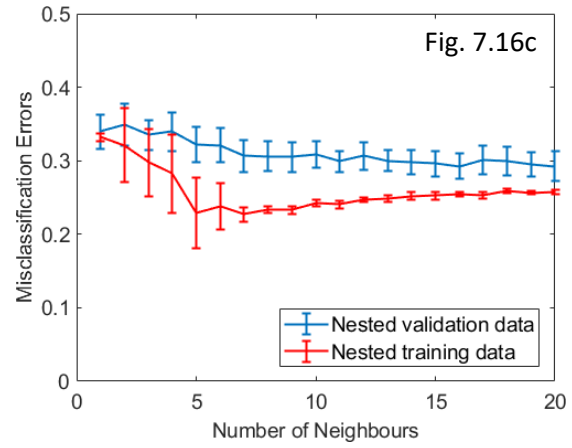 Fig. 7.16c
Misclassification Errors
0.5
0.4
0.3
0.2
0.1
0
Nested validation data
Nested training data
0 5 10 15 20
Number of Neighbours